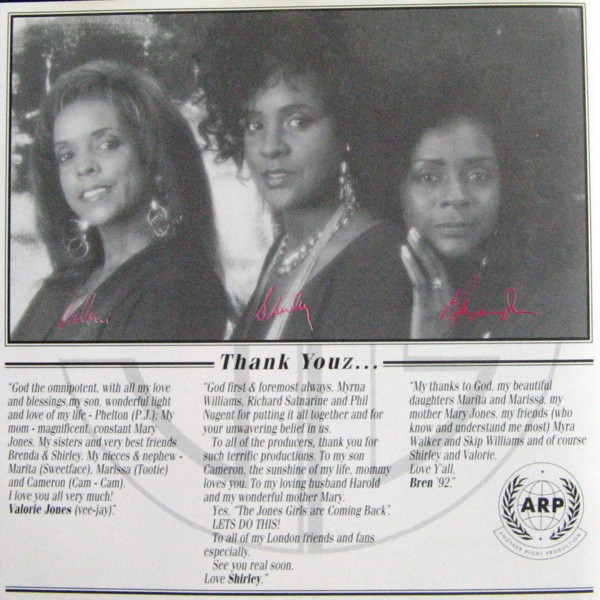 Valorie
Shirley
Brenda
Thank Youz...
"God the omnipotent, with all my love
and blessings,my son, wonderful light
and love of my life - Phelton (P.J.); My
mom - magnificent, constant Mary
Jones. My sisters and very best friends
Brenda & Shirley. My nieces & nephew -
Marita (Sweetface), Marissa (Tootie)
and Cameron (Cam - Cam).
I love you all very much!
Valorie Jones (vee-jay)."
"God first & foremost always. Myrna
Williams, Richard Satnarine and Phil
Nugent for putting it all together and for
your unwavering belief in us.
To all of the producers, thank you for
such terrific productions. To my son
Cameron, the sunshine of my life, mommy
loves you. To my loving husband Harold
and my wonderful mother Mary.
Yes, "The Jones Girls are Coming Back".
LETS DO THIS!
To all of my London friends and fans
especially.
See you real soon.
Love Shirley."
"My thanks to God, my beautiful
daughters Marita and Marissa, my
mother Mary Jones, my friends (who
know and understand me most) Myra
Walker and Skip Williams and of course
Shirley and Valorie.
Love Y'all,
Bren '92."
ARP
ANOTHER RIGHT PRODUCTION